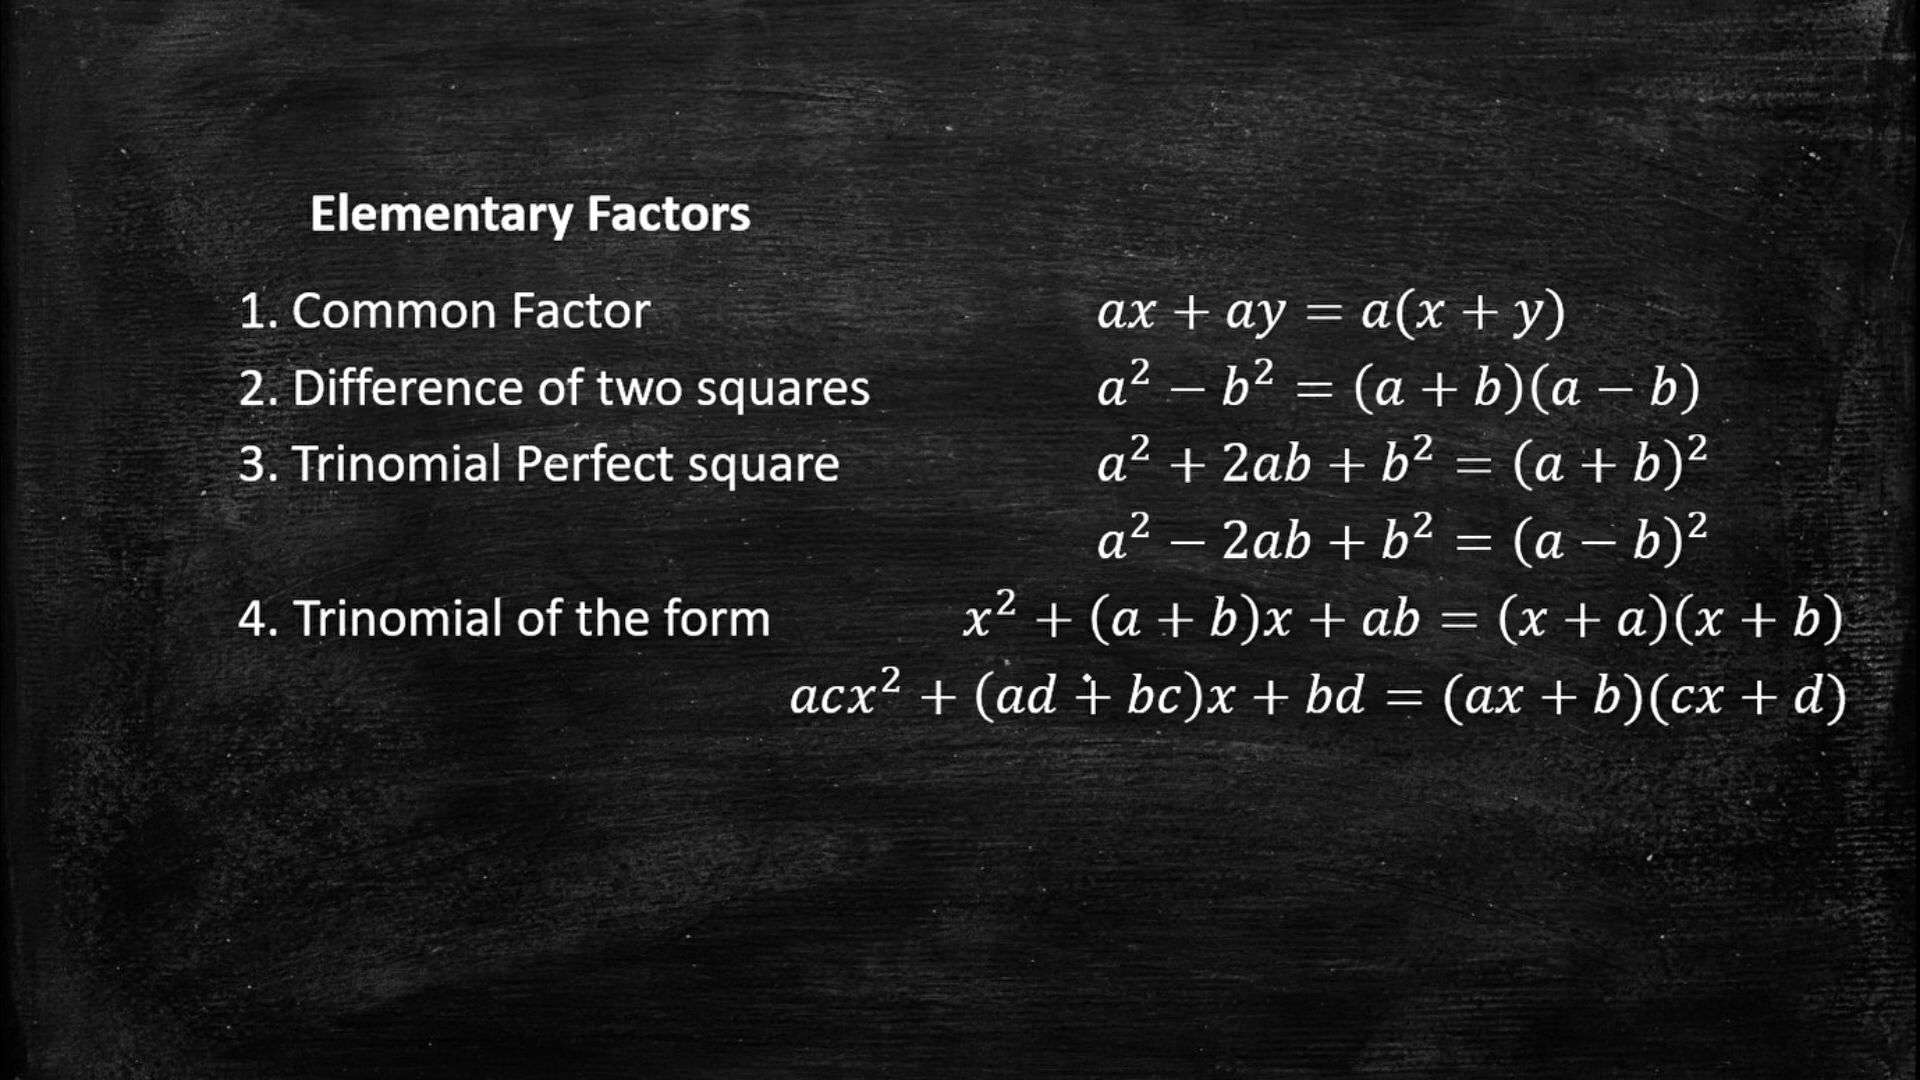 Elementary Factors
1. Common Factor ax + ay = a(x + y)
2. Difference of two squares a² − b² = (a + b)(a − b)
3. Trinomial Perfect square a² + 2ab + b² = (a + b)²
a² − 2ab + b² = (a − b)²
4. Trinomial of the form x² + (a + b)x + ab = (x + a)(x + b)
acx² + (ad + bc)x + bd = (ax + b)(cx + d)